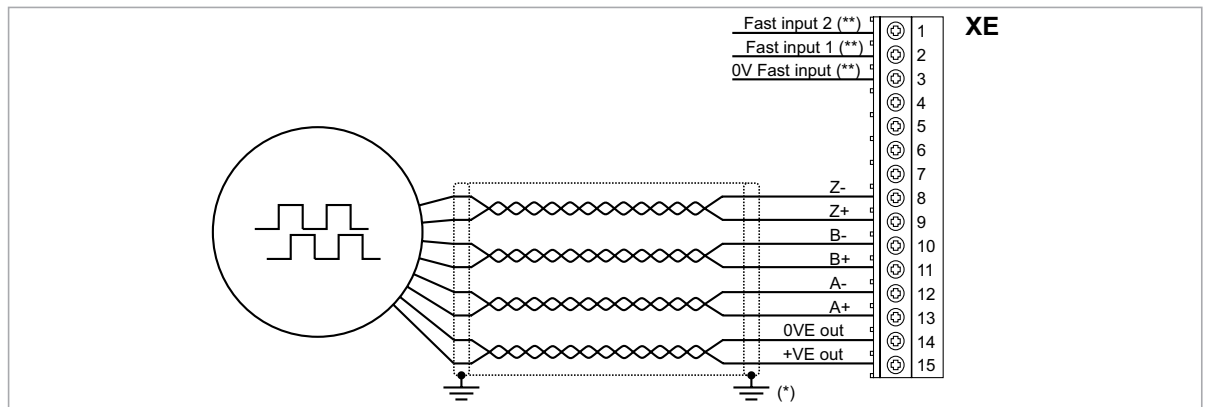 Fast input 2 (**) 1 XE
Fast input 1 (**) 2
0V Fast input (**) 3
4
5
6
7
Z- 8
Z+ 9
B- 10
B+ 11
A- 12
A+ 13
0VE out 14
+VE out 15
(*)